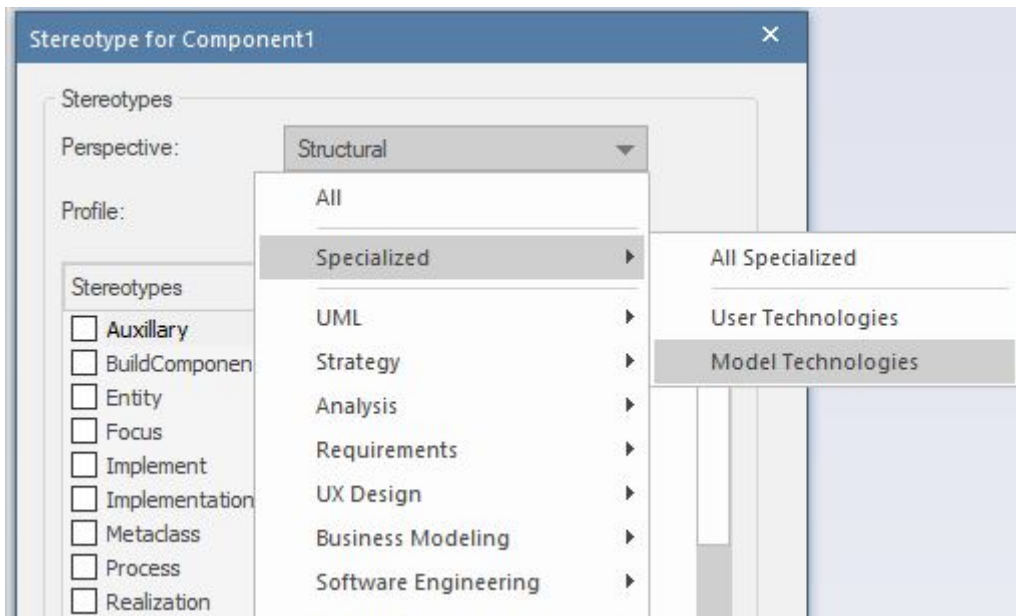 Stereotype for Component1
Stereotypes
Perspective:
Structural
Profile:
All
Specialized
UML
Strategy
Analysis
Requirements
UX Design
Business Modeling
Software Engineering
All Specialized
User Technologies
Model Technologies
Stereotypes
Auxillary
BuildComponen
Entity
Focus
Implement
Implementation
Metaclass
Process
Realization